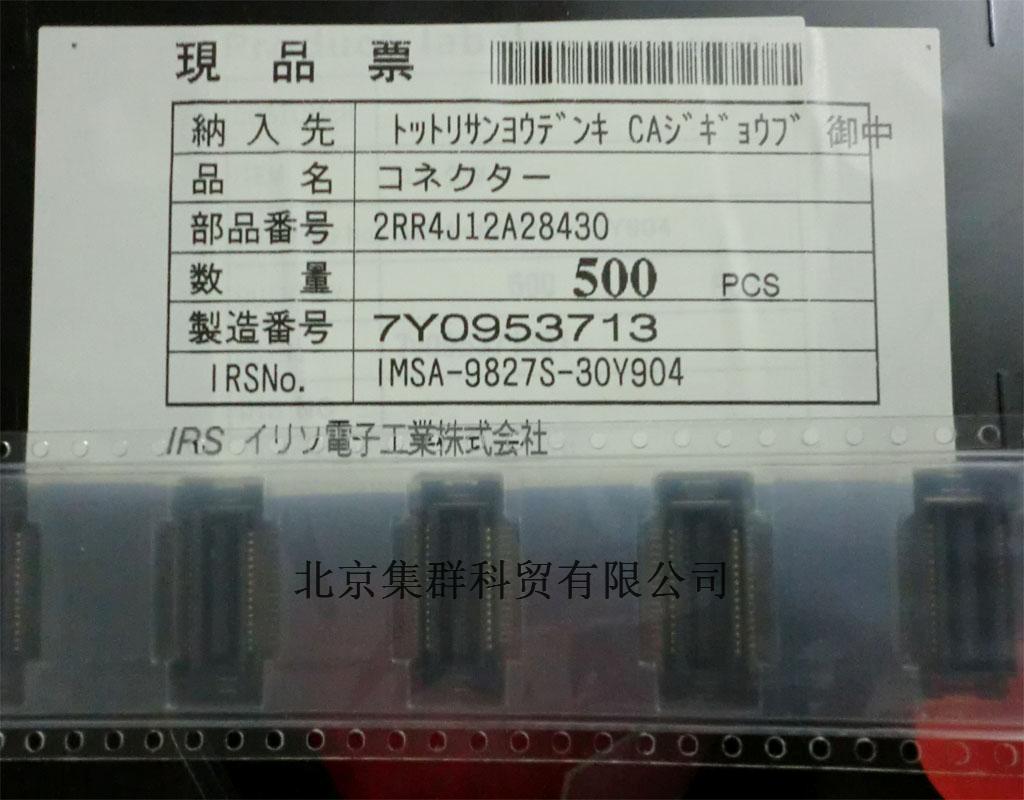 現品票
納入先 ﾄｯﾄﾘｻﾝﾖｳﾃﾞﾝｷ CAｼﾞｷﾞｮｳﾌﾞ 御中
品名 コネクター
部品番号 2RR4J12A28430
数量 500 PCS
製造番号 7Y0953713
IRSNo. IMSA-9827S-30Y904
IRS イリソ電子工業株式会社
北京集群科贸有限公司